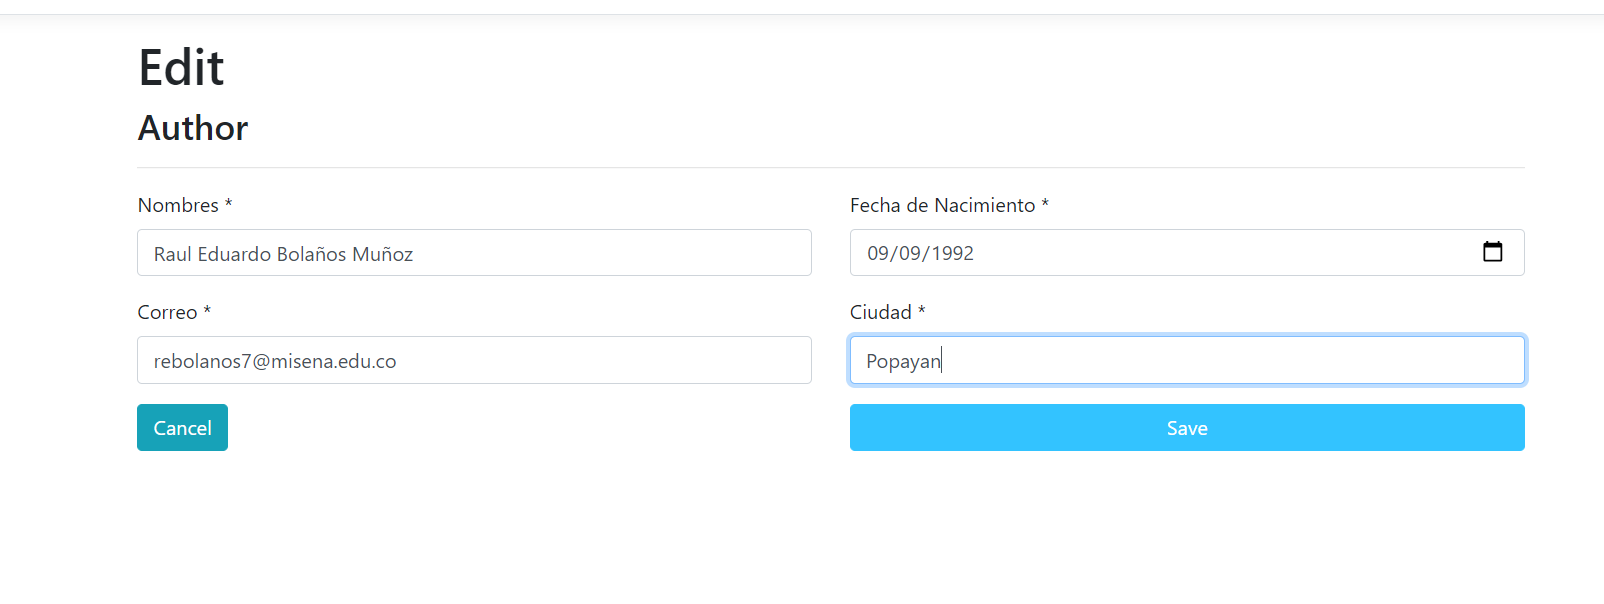 Edit
Author
Nombres *
Fecha de Nacimiento *
Raul Eduardo Bolaños Muñoz
09/09/1992
Correo *
Ciudad *
rebolanos7@misena.edu.co
Popayan
Cancel
Save